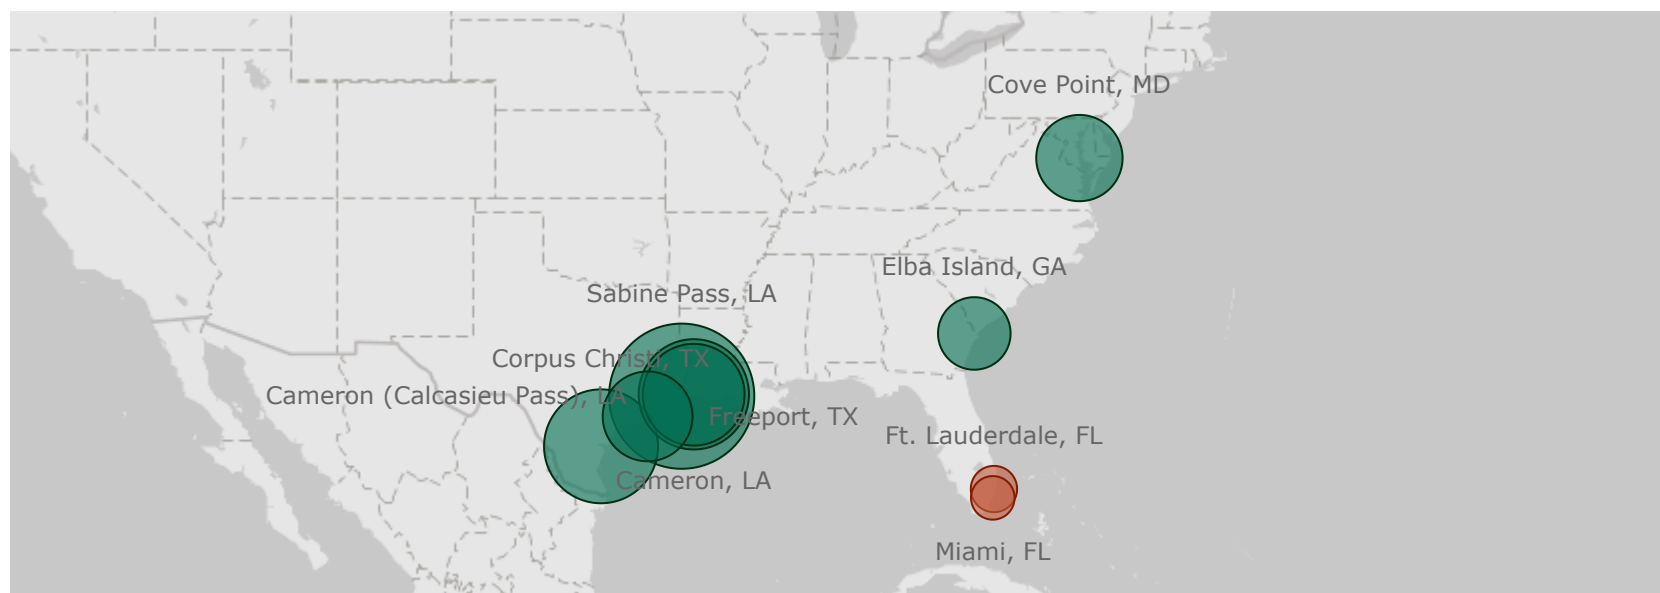 Cove Point, MD
Elba Island, GA
Sabine Pass, LA
Corpus Christi, TX
Cameron (Calcasieu Pass), LA
Freeport, TX
Ft. Lauderdale, FL
Cameron, LA
Miami, FL